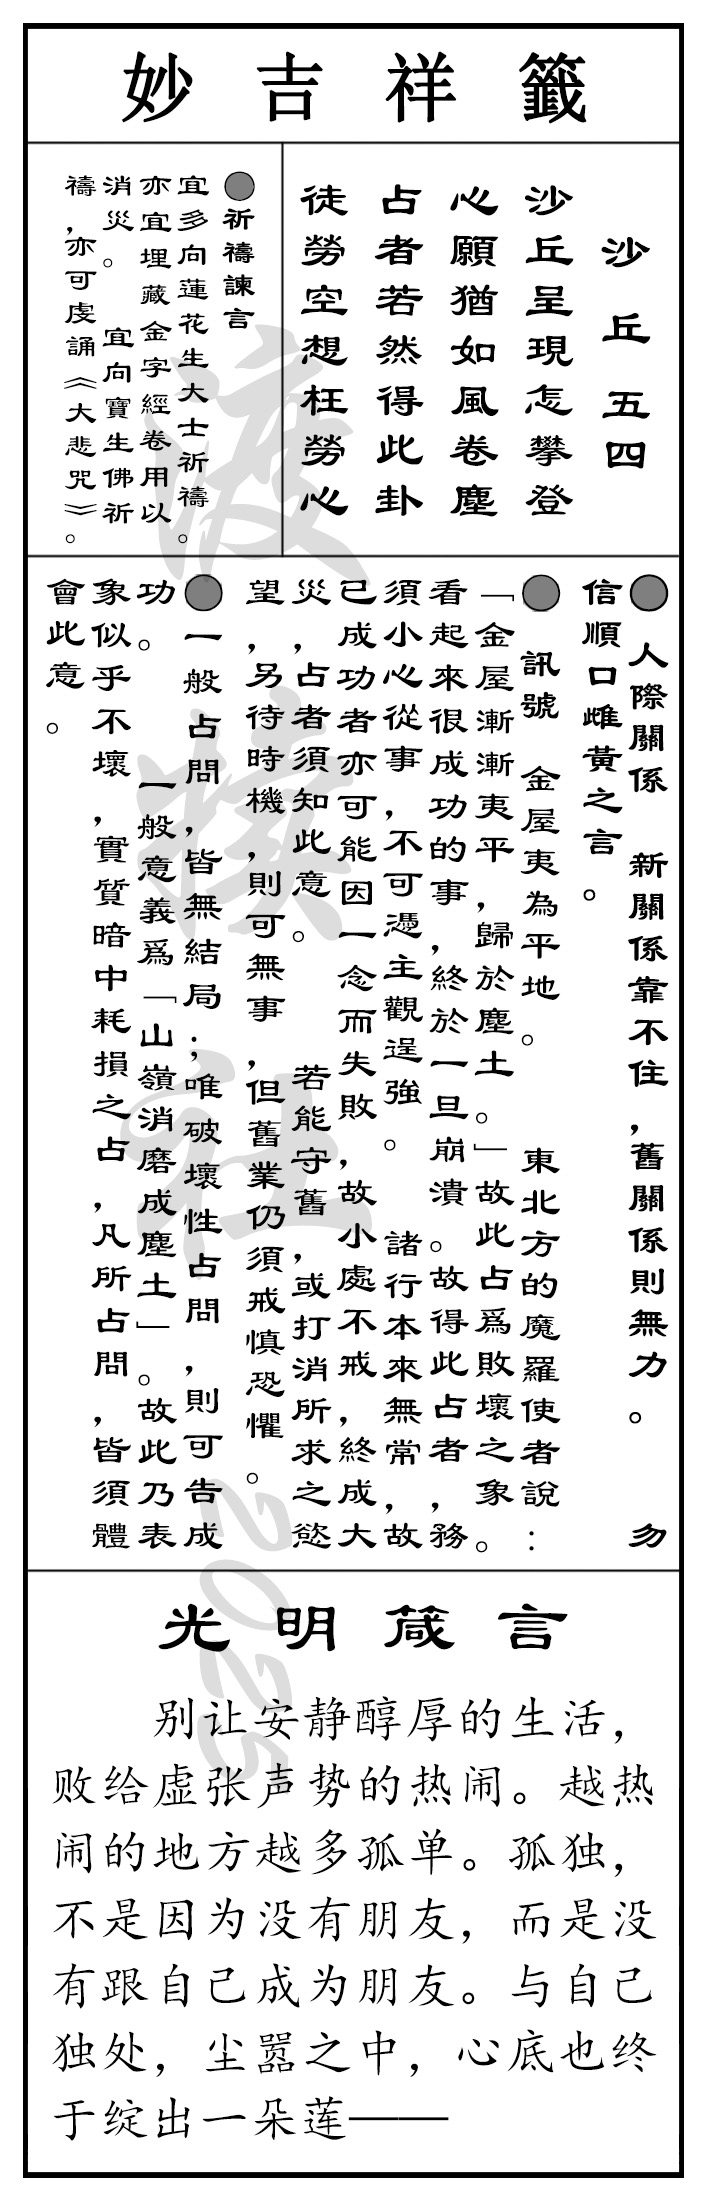 妙吉祥籤
沙丘 五四
沙丘呈現怎攀登
心願猶如風卷塵
占者若然得此卦
徒勞空想枉勞心
●祈禱諫言
宜多向蓮花生大士祈禱。
亦宜埋藏金字經卷用以
消災。 宜向寶生佛祈
禱，亦可虔誦《大悲咒》。
●人際關係 新關係靠不住，舊關係則無力。 勿
信順口雌黃之言。
●訊號 金屋夷為平地。 東北方的魔羅使者說：
「金屋漸漸夷平，歸於塵土。」故此占爲敗壞之象。
看起來很成功的事，終於一旦崩潰。故得此占者，務
須小心從事，不可憑主觀逞強。 諸行本來無常，故
已成功者亦可能因一念而失敗，故小處不戒，終成大
災，占者須知此意。 若能守舊，或打消所求之慾
望，另待時機，則可無事，但舊業仍須戒慎恐懼。
●一般占問，皆無結局；唯破壞性占問，則可告成
功。 一般意義爲「山嶺消磨成塵土」。故此乃表
象似乎不壞，實質暗中耗損之占，凡所占問，皆須體
會此意。
光明箴言
别让安静醇厚的生活，
败给虚张声势的热闹。越热
闹的地方越多孤单。孤独，
不是因为没有朋友，而是没
有跟自己成为朋友。与自己
独处，尘嚣之中，心底也终
于绽出一朵莲——
渡 社 2025